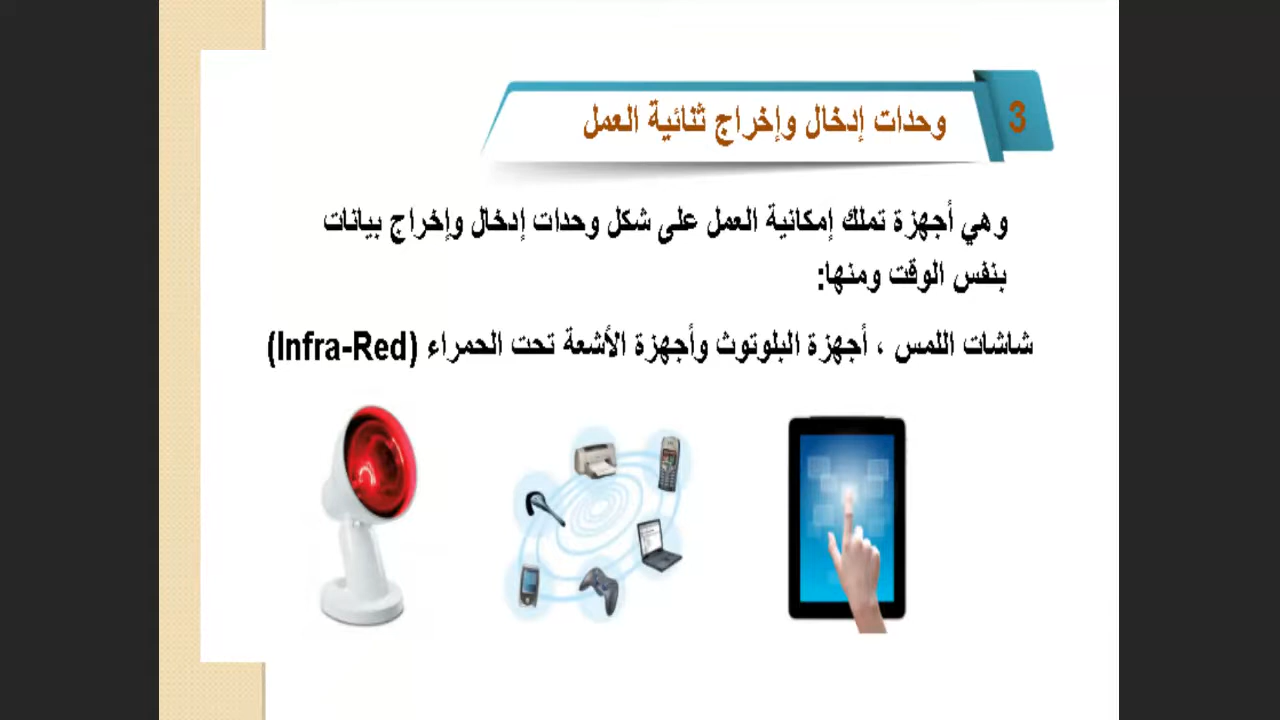 3
وحدات إدخال وإخراج ثنائية العمل
وهي أجهزة تملك إمكانية العمل على شكل وحدات إدخال وإخراج بيانات
بنفس الوقت ومنها:
شاشات اللمس ، أجهزة البلوتوث وأجهزة الأشعة تحت الحمراء (Infra-Red)